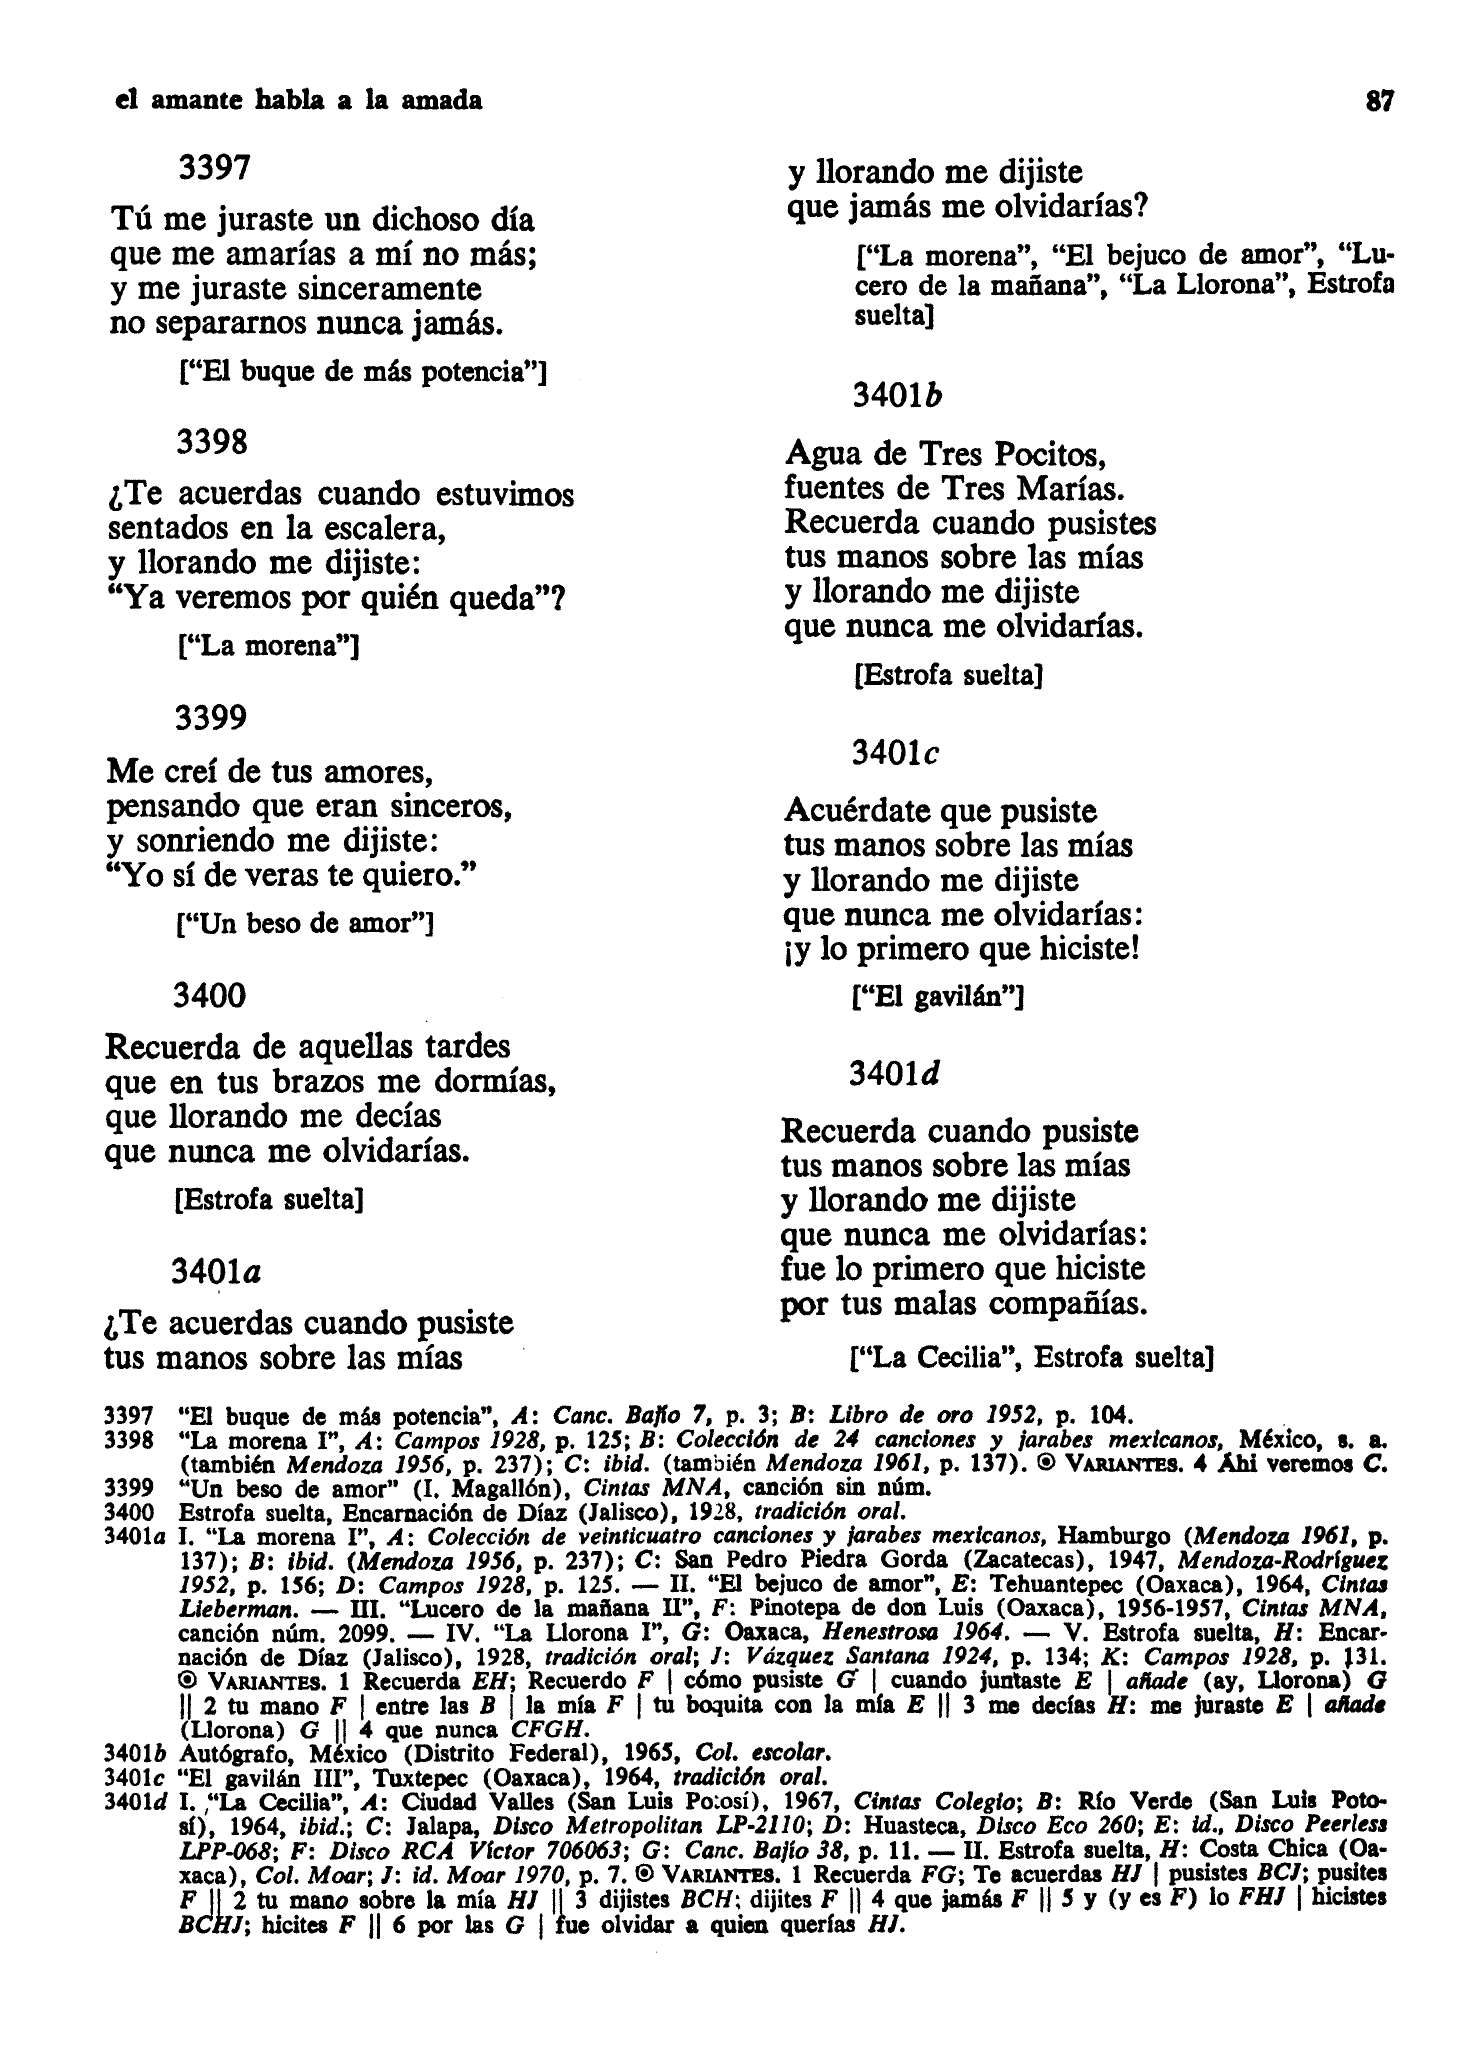 el amante habla a la amada
87
3397
Tú me juraste un dichoso día
que me amarías a mí no más;
y me juraste sinceramente
no separarnos nunca jamás.
[“El buque de más potencia”]
3398
¿Te acuerdas cuando estuvimos
sentados en la escalera,
y llorando me dijiste:
“Ya veremos por quién queda”?
[“La morena”]
3399
Me creí de tus amores,
pensando que eran sinceros,
y sonriendo me dijiste:
“Yo sí de veras te quiero.”
[“Un beso de amor”]
3400
Recuerda de aquellas tardes
que en tus brazos me dormías,
que llorando me decías
que nunca me olvidarías.
[Estrofa suelta]
3401a
¿Te acuerdas cuando pusiste
tus manos sobre las mías
y llorando me dijiste
que jamás me olvidarías?
[“La morena”, “El bejuco de amor”, “Lu-
cero de la mañana”, “La Llorona”, Estrofa
suelta]
3401b
Agua de Tres Pocitos,
fuentes de Tres Marías.
Recuerda cuando pusistes
tus manos sobre las mías
y llorando me dijiste
que nunca me olvidarías.
[Estrofa suelta]
3401c
Acuérdate que pusiste
tus manos sobre las mías
y llorando me dijiste
que nunca me olvidarías:
¡y lo primero que hiciste!
[“El gavilán”]
3401d
Recuerda cuando pusiste
tus manos sobre las mías
y llorando me dijiste
que nunca me olvidarías:
fue lo primero que hiciste
por tus malas compañías.
[“La Cecilia”, Estrofa suelta]
3397 “El buque de más potencia”, A: Canc. Bajío 7, p. 3; B: Libro de oro 1952, p. 104.
3398 “La morena I”, A: Campos 1928, p. 125; B: Colección de 24 canciones y jarabes mexicanos, México, s. a.
(también Mendoza 1956, p. 237); C: ibid. (también Mendoza 1961, p. 137). ® VARIANTES. 4 Ahi veremos C.
3399 “Un beso de amor” (I. Magallón), Cintas MNA, canción sin núm.
3400 Estrofa suelta, Encarnación de Díaz (Jalisco), 1928, tradición oral.
3401a I. “La morena I”, A: Colección de veinticuatro canciones y jarabes mexicanos, Hamburgo (Mendoza 1961, p.
137); B: ibid. (Mendoza 1956, p. 237); C: San Pedro Piedra Gorda (Zacatecas), 1947, Mendoza-Rodríguez
1952, p. 156; D: Campos 1928, p. 125. — II. “El bejuco de amor”, E: Tehuantepec (Oaxaca), 1964, Cintas
Lieberman. — III. “Lucero de la mañana II”, F: Pinotepa de don Luis (Oaxaca), 1956-1957, Cintas MNA,
canción núm. 2099. — IV. “La Llorona I”, G: Oaxaca, Henestrosa 1964. — V. Estrofa suelta, H: Encar-
nación de Díaz (Jalisco), 1928, tradición oral; J: Vázquez Santana 1924, p. 134; K: Campos 1928, p. 131.
® VARIANTES. 1 Recuerda EH; Recuerdo F | cómo pusiste G | cuando juntaste E | añade (ay, Llorona) G
|| 2 tu mano F | entre las B | la mía F | tu boquita con la mía E || 3 me decías H: me juraste E | añade
(Llorona) G || 4 que nunca CFGH.
3401b Autógrafo, México (Distrito Federal), 1965, Col. escolar.
3401c “El gavilán III”, Tuxtepec (Oaxaca), 1964, tradición oral.
3401d I. “La Cecilia”, A: Ciudad Valles (San Luis Potosí), 1967, Cintas Colegio; B: Río Verde (San Luis Poto-
sí), 1964, ibid.; C: Jalapa, Disco Metropolitan LP-2110; D: Huasteca, Disco Eco 260; E: id., Disco Peerless
LPP-068; F: Disco RCA Víctor 706063; G: Canc. Bajío 38, p. 11. — II. Estrofa suelta, H: Costa Chica (Oa-
xaca), Col. Moar; J: id. Moar 1970, p. 7. ® VARIANTES. 1 Recuerda FG; Te acuerdas HJ | pusistes BCJ; pusites
F || 2 tu mano sobre la mía HJ || 3 dijistes BCH; dijites F || 4 que jamás F || 5 y (y es F) lo FHJ | hicistes
BCHJ; hicites F || 6 por las G | fue olvidar a quien querías HJ.